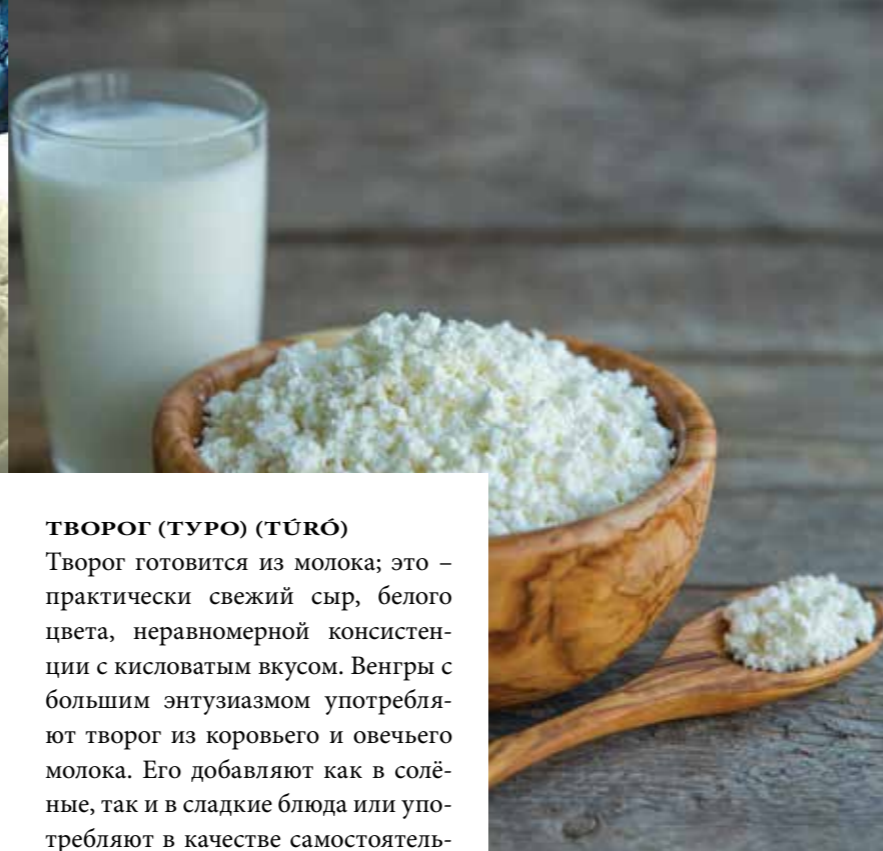 ТВОРОГ (ТУРО) (TÚRÓ)
Творог готовится из молока; это –
практически свежий сыр, белого
цвета, неравномерной консистен-
ции с кисловатым вкусом. Венгры с
большим энтузиазмом употребля-
ют творог из коровьего и овечьего
молока. Его добавляют как в солё-
ные, так и в сладкие блюда или упо-
требляют в качестве самостоятель-